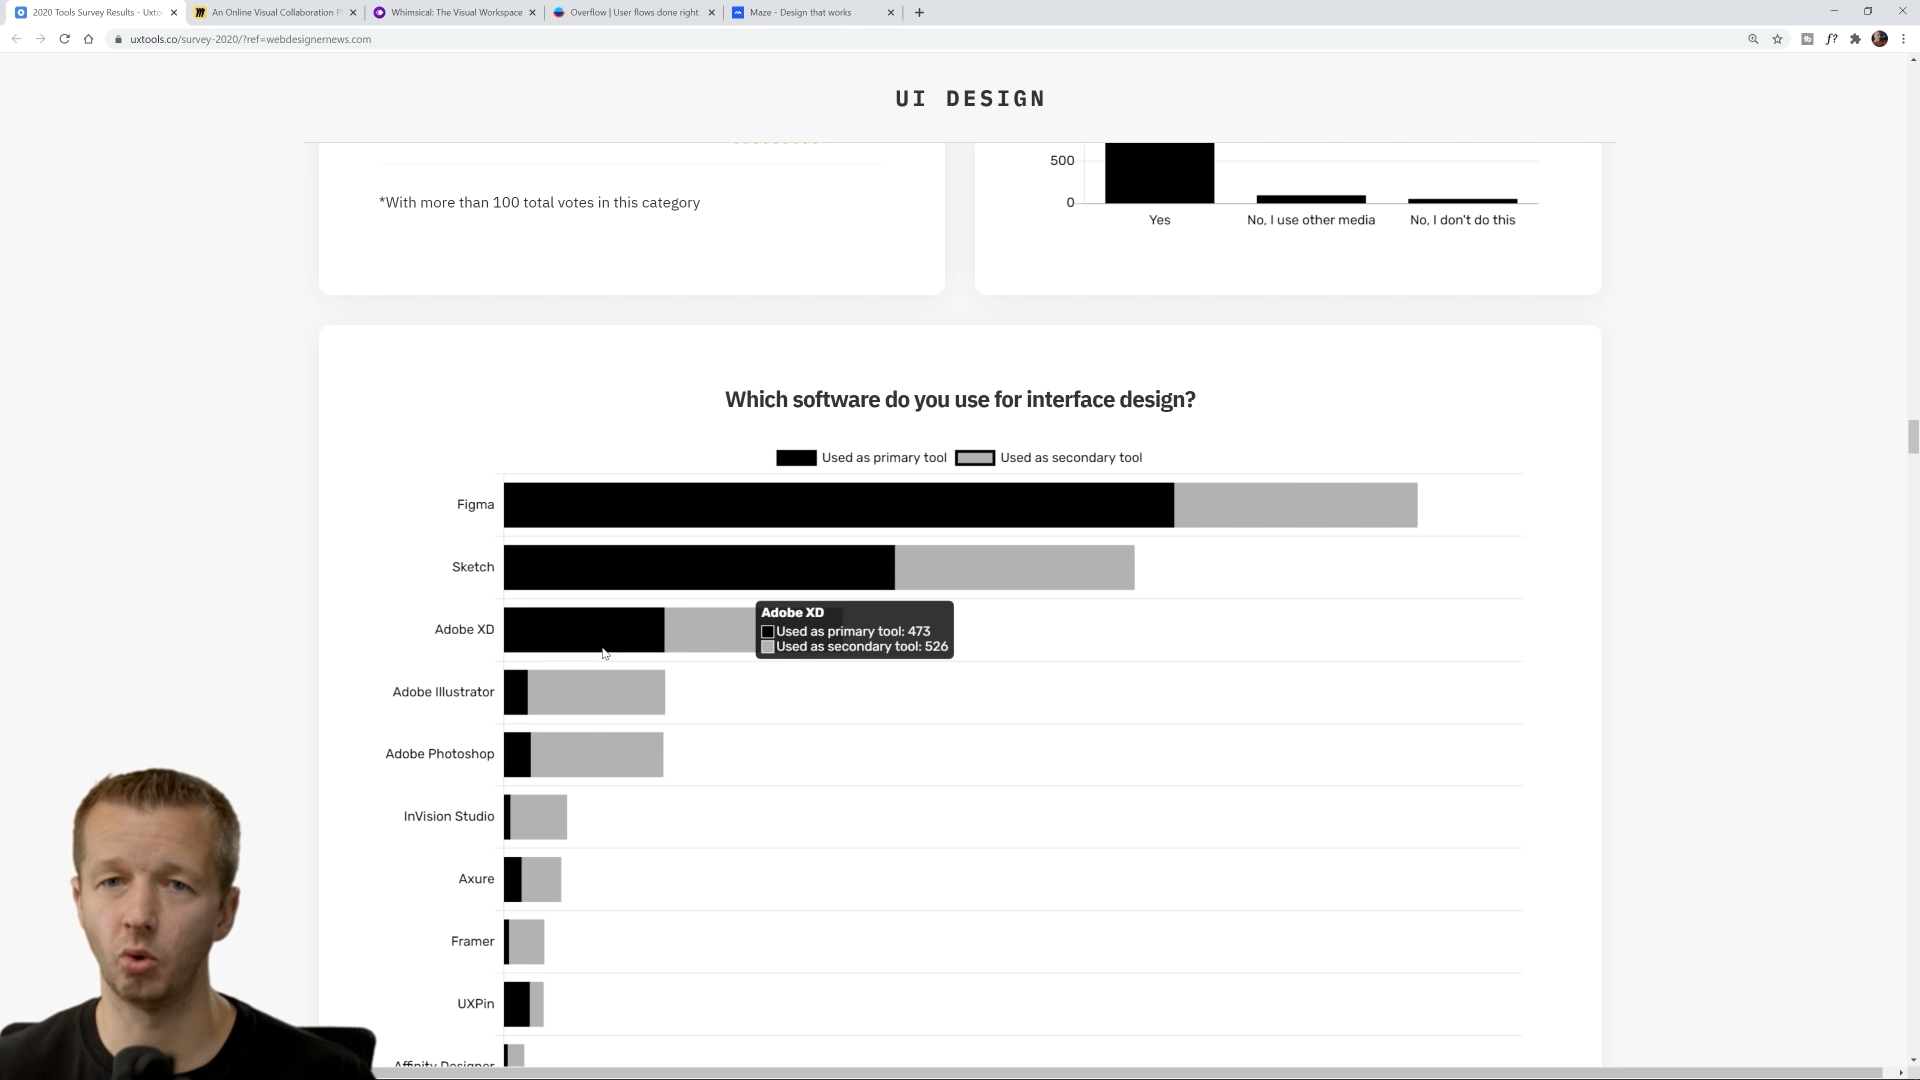 2020 Tools Survey Results - Uxto
An Online Visual Collaboration P
Whimsical: The Visual Workspace
Overflow | User flows done right
Maze - Design that works
uxtools.co/survey-2020/?ref=webdesignernews.com
UI DESIGN
*With more than 100 total votes in this category
500
0
Yes
No, I use other media
No, I don't do this
Which software do you use for interface design?
Used as primary tool
Used as secondary tool
Figma
Sketch
Adobe XD
Adobe XD
Used as primary tool: 473
Used as secondary tool: 526
Adobe Illustrator
Adobe Photoshop
InVision Studio
Axure
Framer
UXPin
Affinity Designer